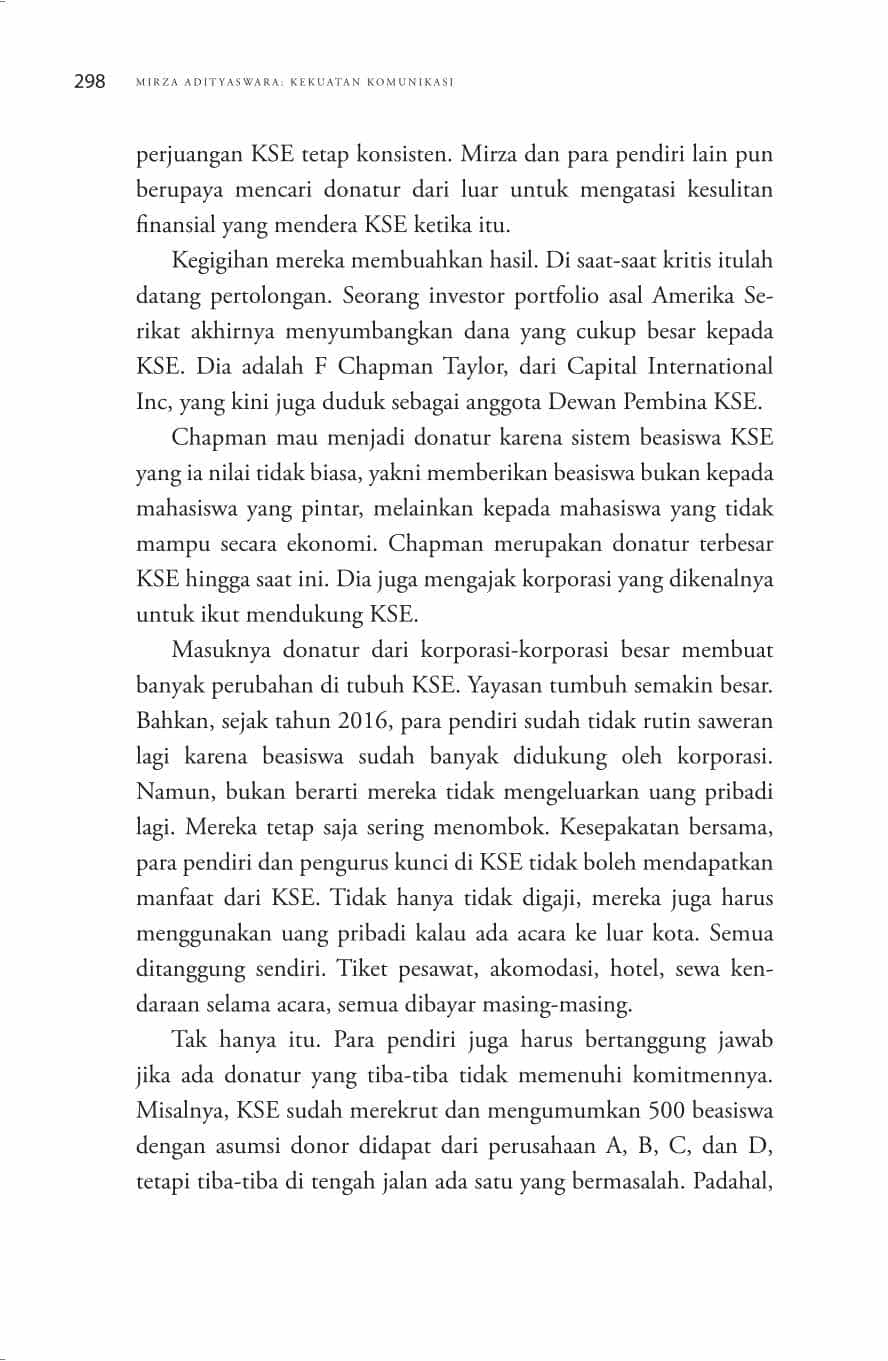 298 MIRZA ADITYASWARA: KEKUATAN KOMUNIKASI
perjuangan KSE tetap konsisten. Mirza dan para pendiri lain pun
berupaya mencari donatur dari luar untuk mengatasi kesulitan
finansial yang mendera KSE ketika itu.
Kegigihan mereka membuahkan hasil. Di saat-saat kritis itulah
datang pertolongan. Seorang investor portfolio asal Amerika Se-
rikat akhirnya menyumbangkan dana yang cukup besar kepada
KSE. Dia adalah F Chapman Taylor, dari Capital International
Inc, yang kini juga duduk sebagai anggota Dewan Pembina KSE.
Chapman mau menjadi donatur karena sistem beasiswa KSE
yang ia nilai tidak biasa, yakni memberikan beasiswa bukan kepada
mahasiswa yang pintar, melainkan kepada mahasiswa yang tidak
mampu secara ekonomi. Chapman merupakan donatur terbesar
KSE hingga saat ini. Dia juga mengajak korporasi yang dikenalnya
untuk ikut mendukung KSE.
Masuknya donatur dari korporasi-korporasi besar membuat
banyak perubahan di tubuh KSE. Yayasan tumbuh semakin besar.
Bahkan, sejak tahun 2016, para pendiri sudah tidak rutin saweran
lagi karena beasiswa sudah banyak didukung oleh korporasi.
Namun, bukan berarti mereka tidak mengeluarkan uang pribadi
lagi. Mereka tetap saja sering menombok. Kesepakatan bersama,
para pendiri dan pengurus kunci di KSE tidak boleh mendapatkan
manfaat dari KSE. Tidak hanya tidak digaji, mereka juga harus
menggunakan uang pribadi kalau ada acara ke luar kota. Semua
ditanggung sendiri. Tiket pesawat, akomodasi, hotel, sewa ken-
daraan selama acara, semua dibayar masing-masing.
Tak hanya itu. Para pendiri juga harus bertanggung jawab
jika ada donatur yang tiba-tiba tidak memenuhi komitmennya.
Misalnya, KSE sudah merekrut dan mengumumkan 500 beasiswa
dengan asumsi donor didapat dari perusahaan A, B, C, dan D,
tetapi tiba-tiba di tengah jalan ada satu yang bermasalah. Padahal,